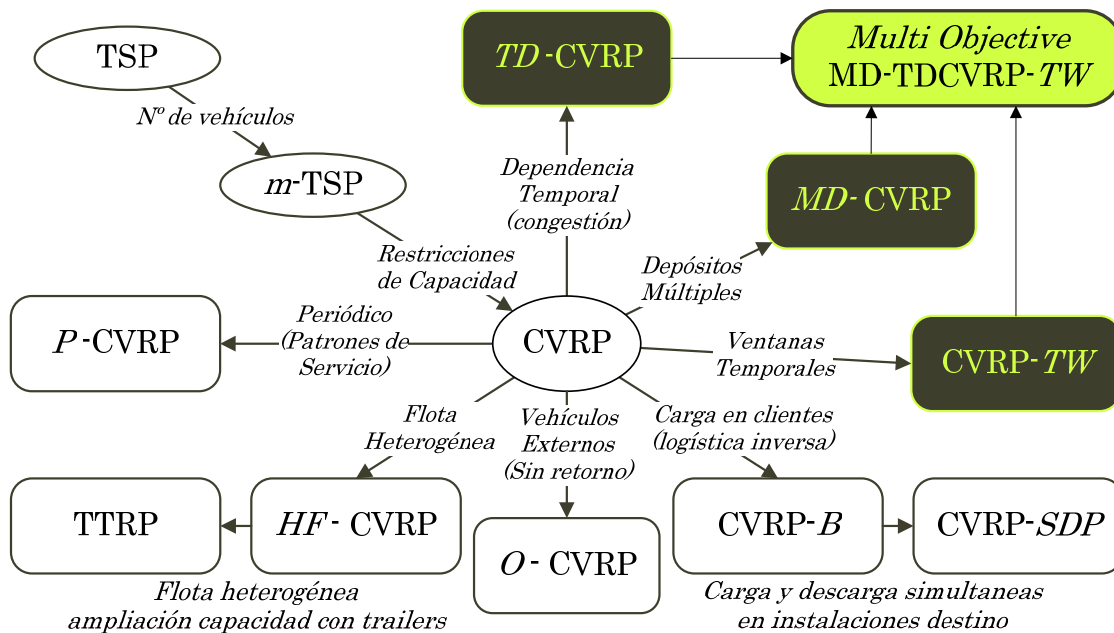 TSP
Nº de vehículos
m-TSP
Restricciones
de Capacidad
TD -CVRP
Multi Objective
MD-TDCVRP-TW
Dependencia
Temporal
(congestión)
MD- CVRP
Depósitos
Múltiples
P -CVRP
Periódico
(Patrones de
Servicio)
CVRP
Ventanas
Temporales
CVRP-TW
Flota
Heterogénea
Vehículos
Externos
(Sin retorno)
Carga en clientes
(logística inversa)
TTRP
HF - CVRP
O - CVRP
CVRP-B
CVRP-SDP
Flota heterogénea
ampliación capacidad con trailers
Carga y descarga simultaneas
en instalaciones destino